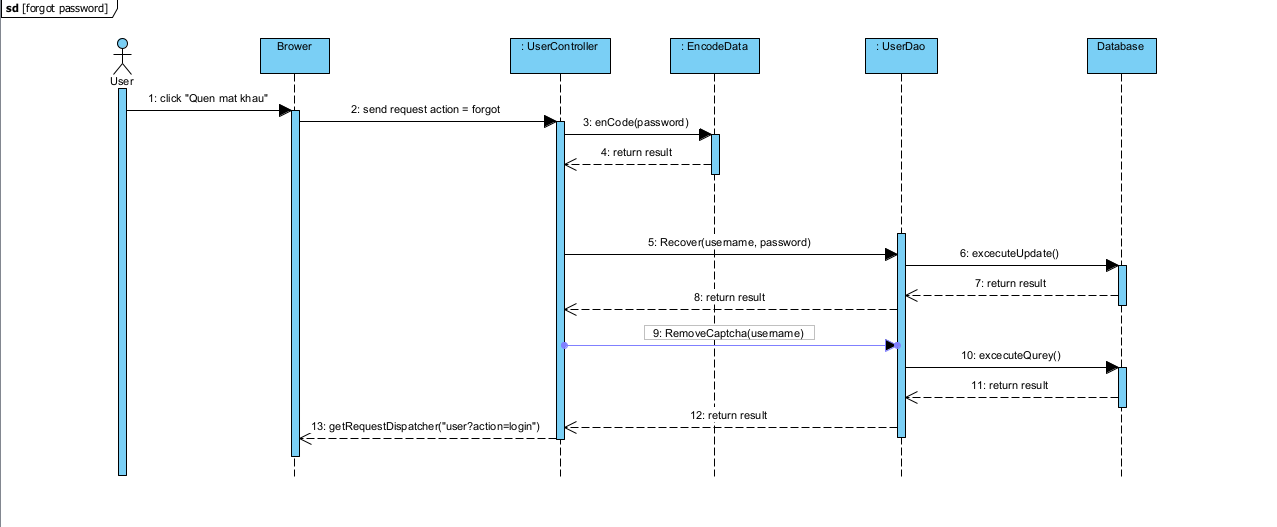 sd [forgot password]
User
Brower
: UserController
: EncodeData
: UserDao
Database
1: click "Quen mat khau"
2: send request action = forgot
3: enCode(password)
4: return result
5: Recover(username, password)
6: excecuteUpdate()
7: return result
8: return result
9: RemoveCaptcha(username)
10: excecuteQurey()
11: return result
12: return result
13: getRequestDispatcher("user?action=login")